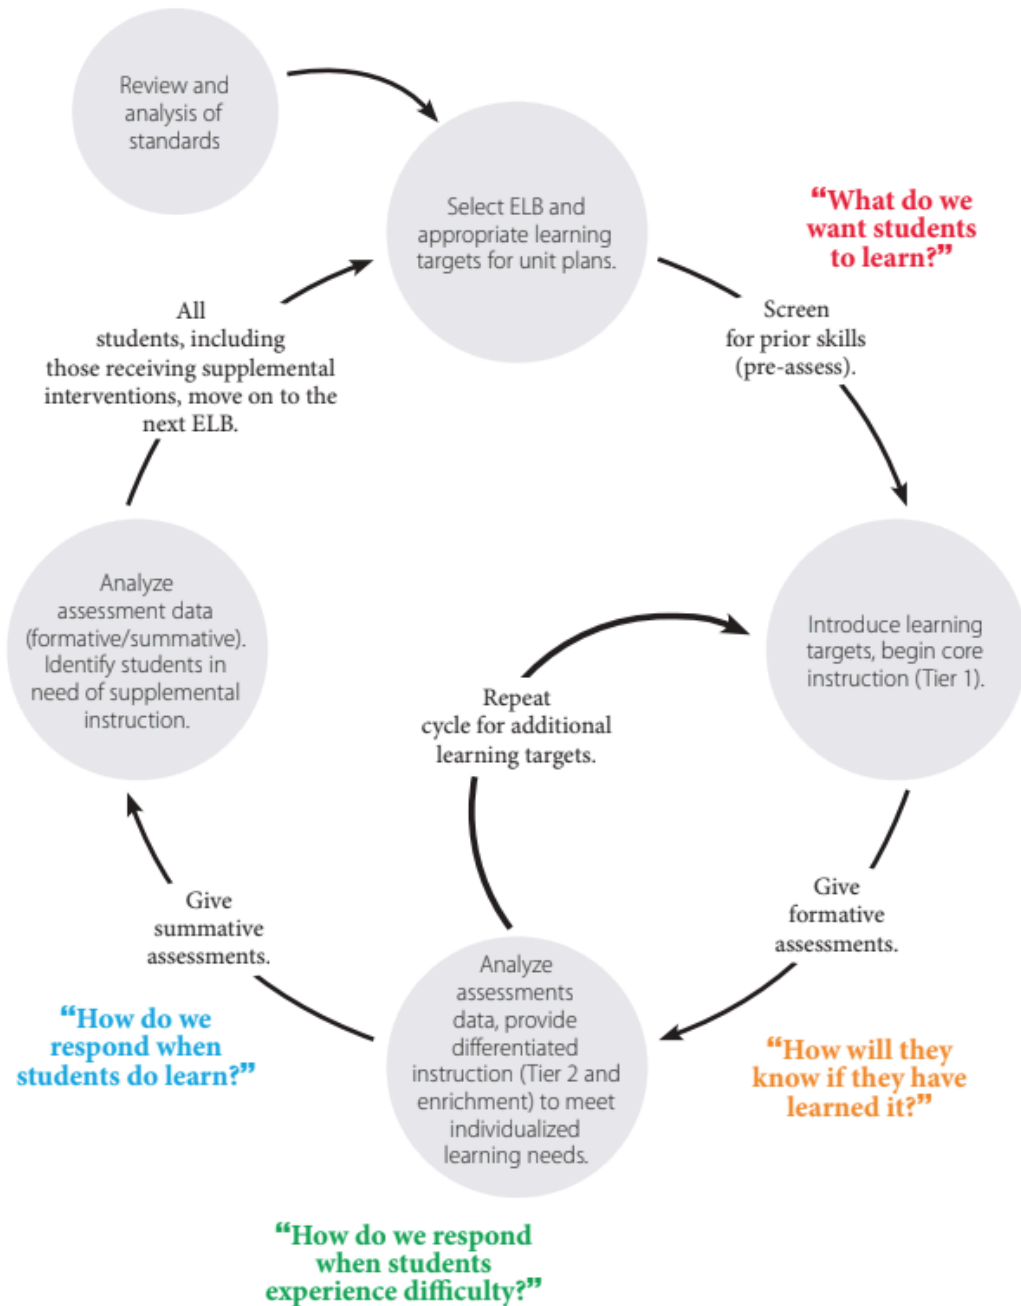 Review and
analysis of
standards
Select ELB and
appropriate learning
targets for unit plans.
“What do we
want students
to learn?”
Screen
for prior skills
(pre-assess).
All
students, including
those receiving supplemental
interventions, move on to the
next ELB.
Introduce learning
targets, begin core
instruction (Tier 1).
Analyze
assessment data
(formative/summative).
Identify students in
need of supplemental
instruction.
Repeat
cycle for additional
learning targets.
Give
formative
assessments.
Give
summative
assessments.
Analyze
assessments
data, provide
differentiated
instruction (Tier 2 and
enrichment) to meet
individualized
learning needs.
“How do we
respond when
students do learn?”
“How will they
know if they have
learned it?”
“How do we respond
when students
experience difficulty?”